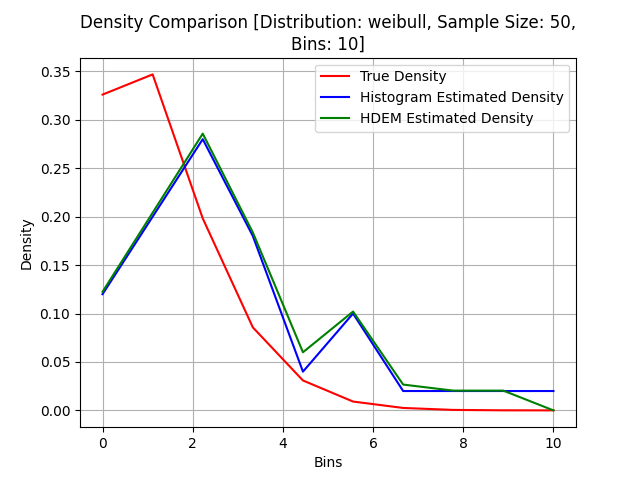 Density Comparison [Distribution: weibull, Sample Size: 50,
Bins: 10]
True Density
Histogram Estimated Density
HDEM Estimated Density
Density
0.35
0.30
0.25
0.20
0.15
0.10
0.05
0.00
0 2 4 6 8 10
Bins